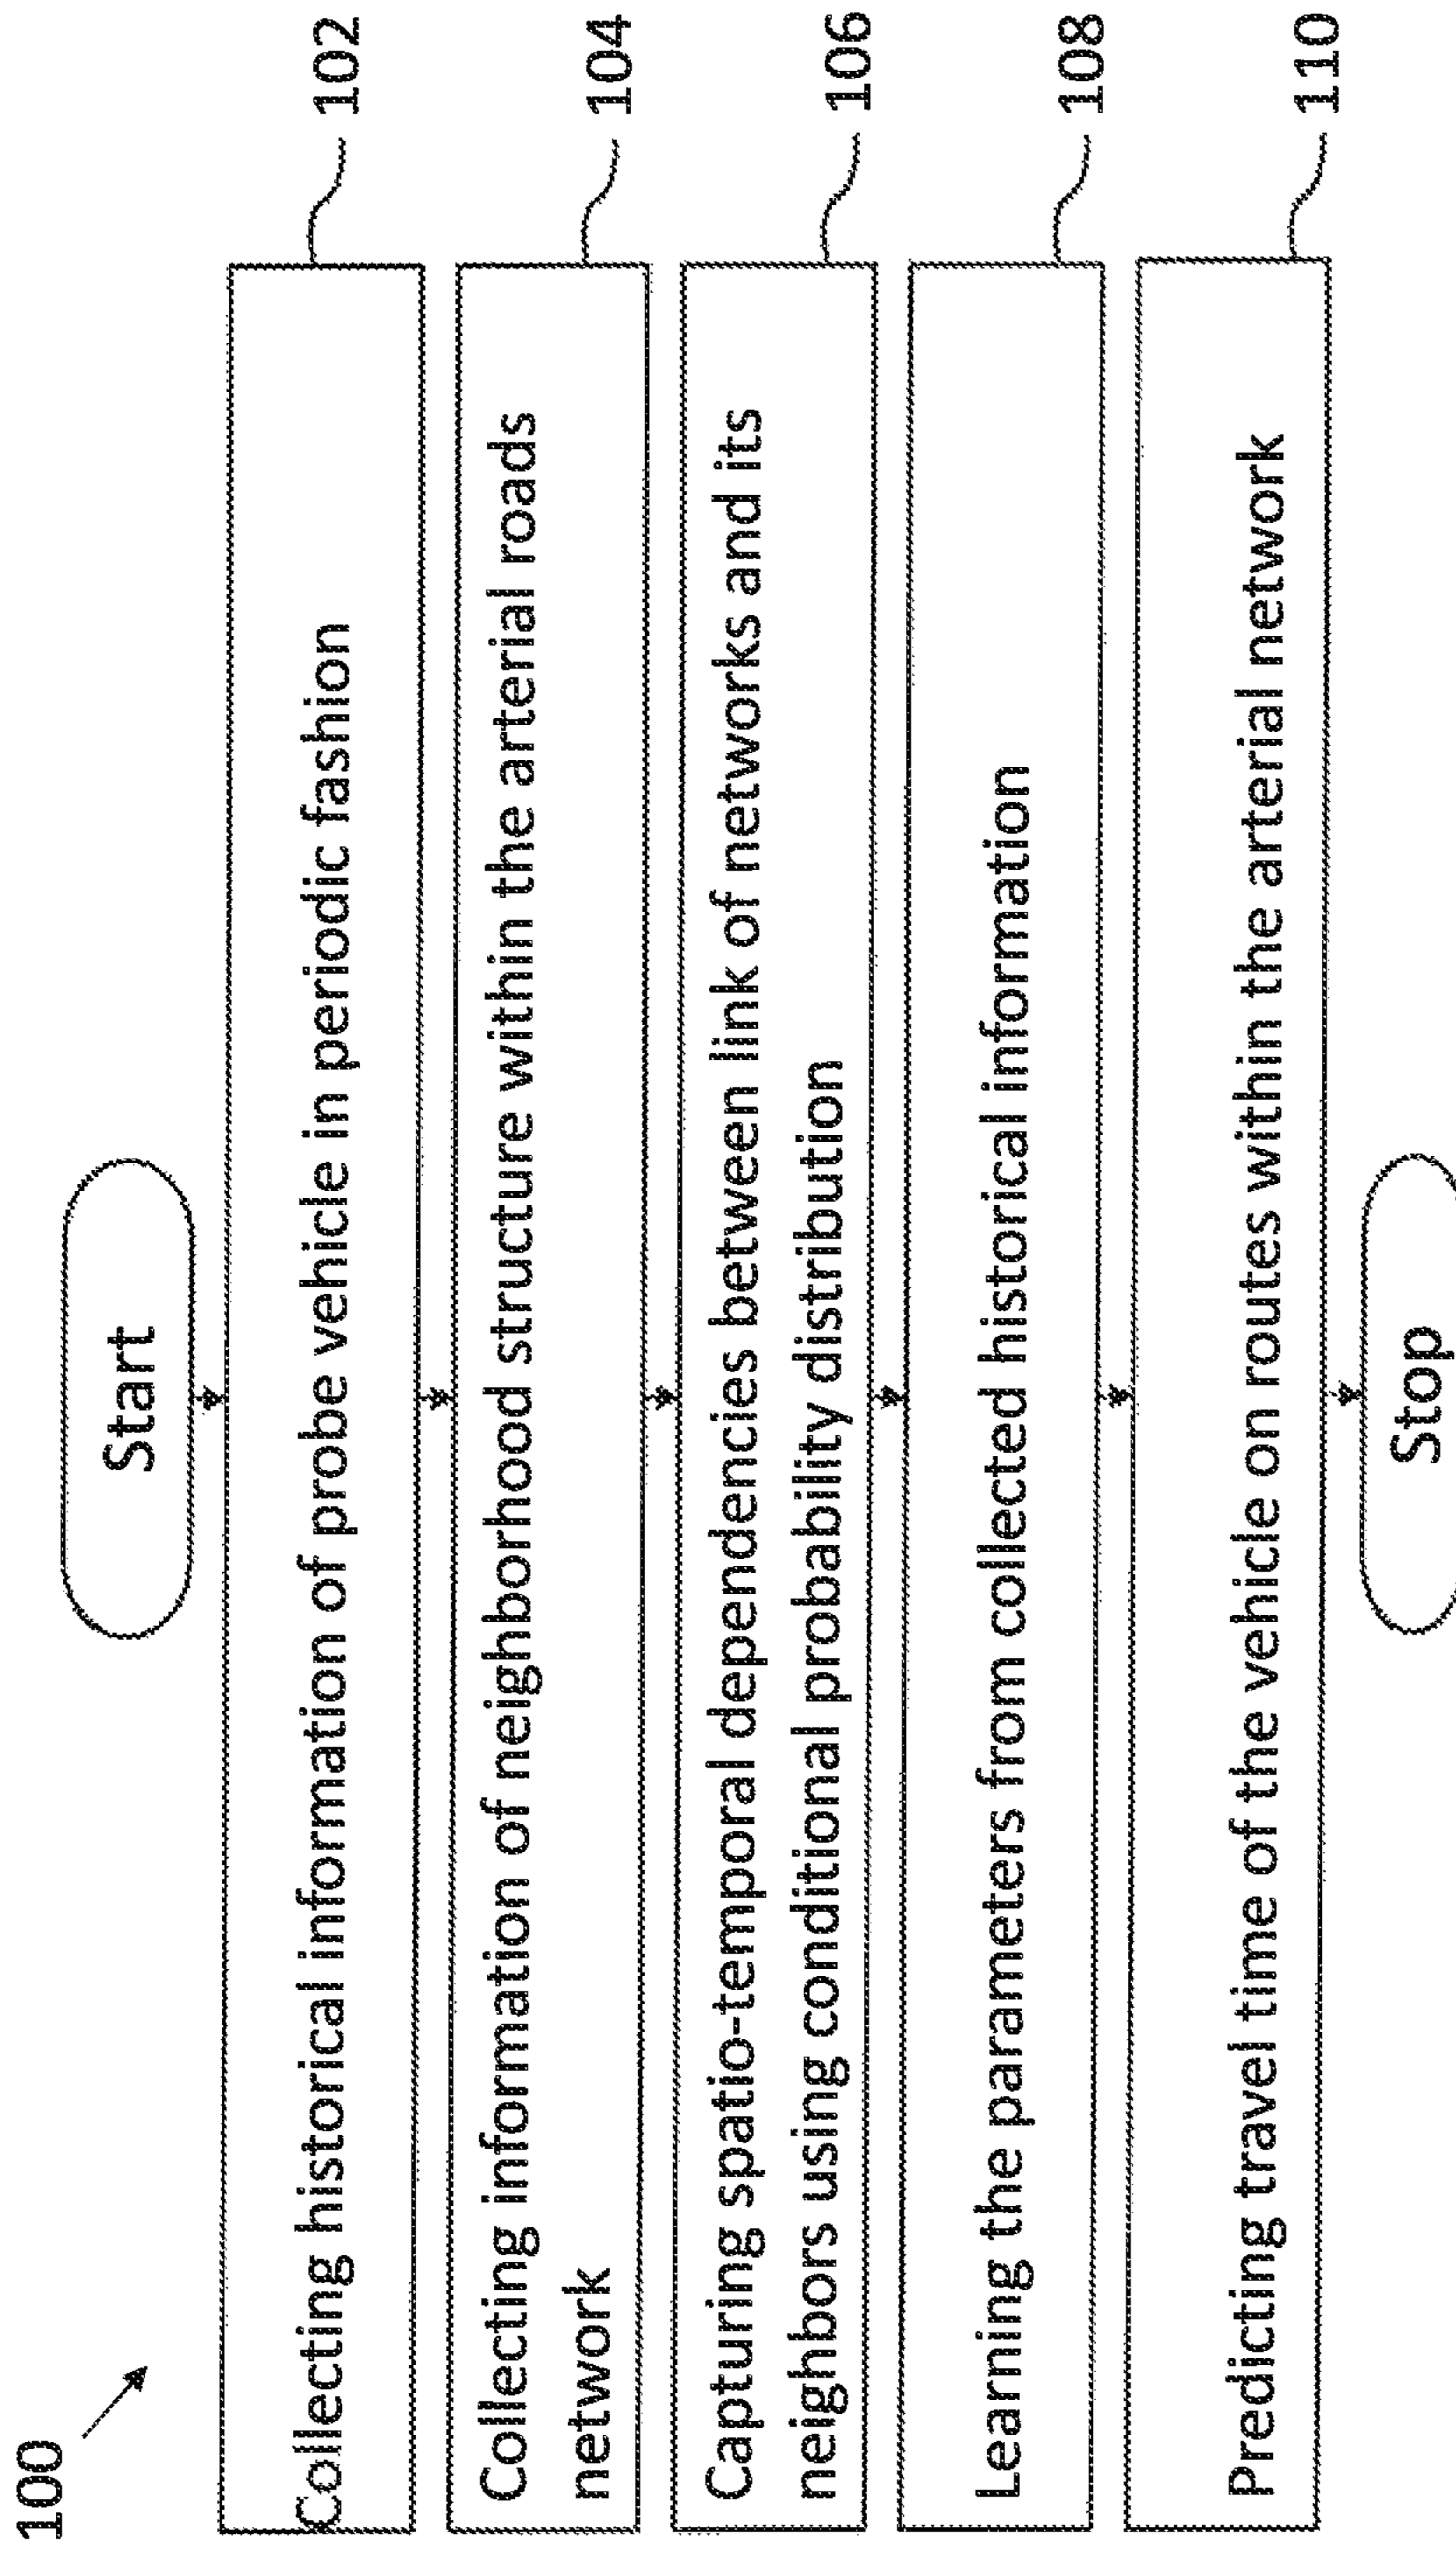 100
Start
Collecting historical information of probe vehicle in periodic fashion
102
Collecting information of neighborhood structure within the arterial roads
network
104
Capturing spatio-temporal dependencies between link of networks and its
neighbors using conditional probability distribution
106
Learning the parameters from collected historical information
108
Predicting travel time of the vehicle on routes within the arterial network
110
Stop